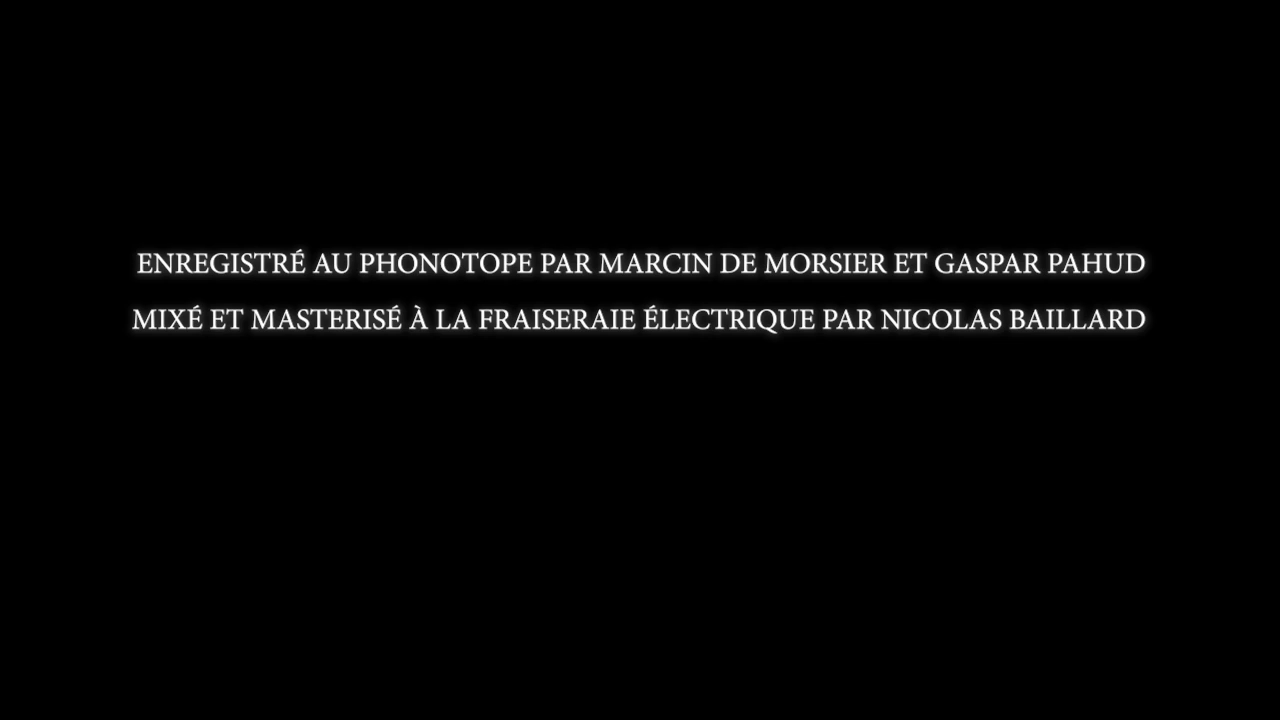 ENREGISTRÉ AU PHONOTOPE PAR MARCIN DE MORSIER ET GASPAR PAHUD
MIXÉ ET MASTERISÉ À LA FRAISERAIE ÉLECTRIQUE PAR NICOLAS BAILLARD